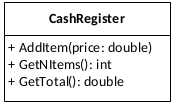 CashRegister
+ AddItem(price: double)
+ GetNItems(): int
+ GetTotal(): double